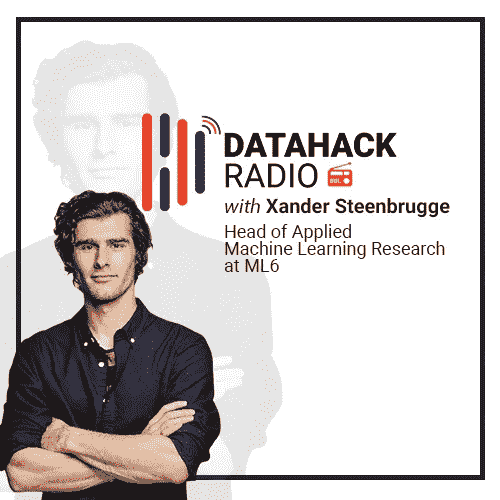 DATAHACK
RADIO
with Xander Steenbrugge
Head of Applied
Machine Learning Research
at ML6